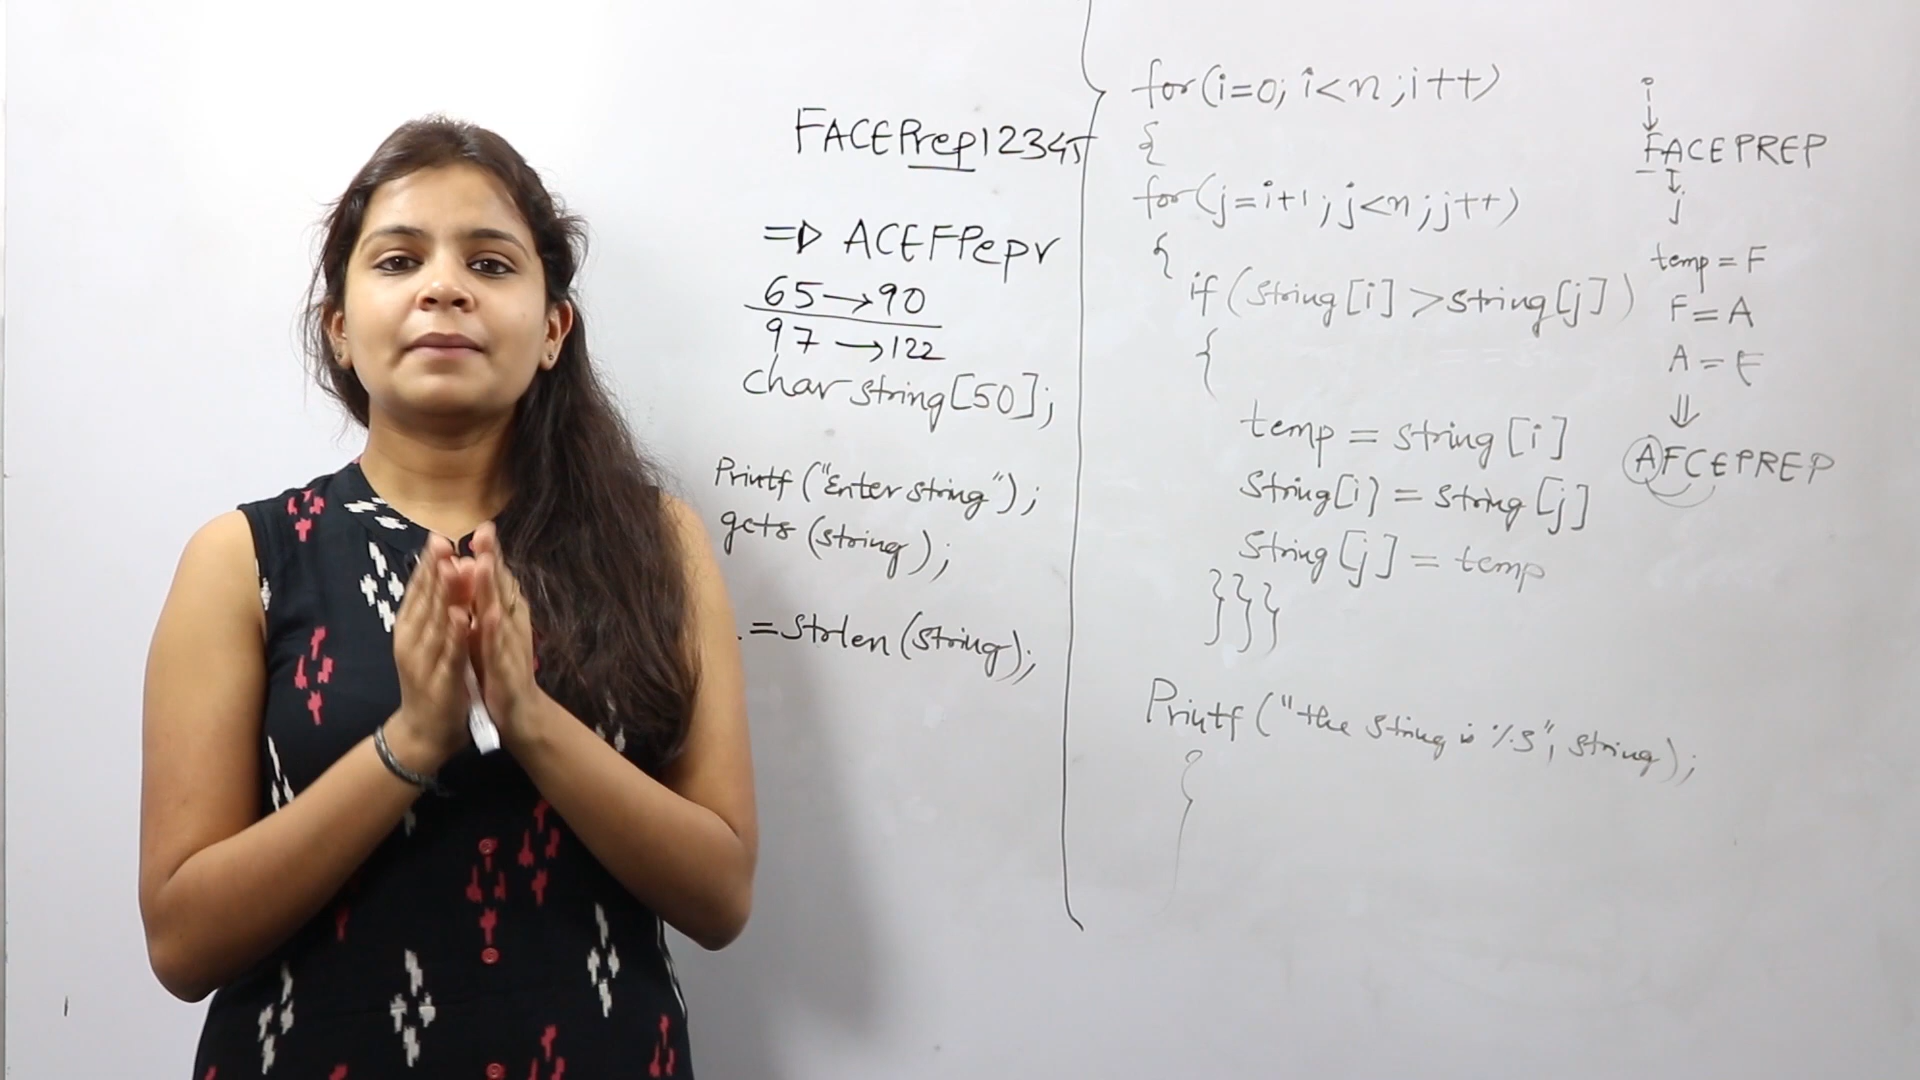 FACEPrep12345
=> ACEFPepr
65→90
97→122
char string[50];
Printf("Enter string");
gets(string);
.=Strlen(String);
for(i=0; i<n ;i++)
{
for(j=i+1;j<n;j++)
{
if(String[i] >string[j])
{
temp = string[i]
String[i] = string[j]
String[j] = temp
}}}
Printf("the string is %s", string);
{
i
↓
FACEPREP
↓
j
temp = F
F = A
A = F
⇓
AFCEPREP